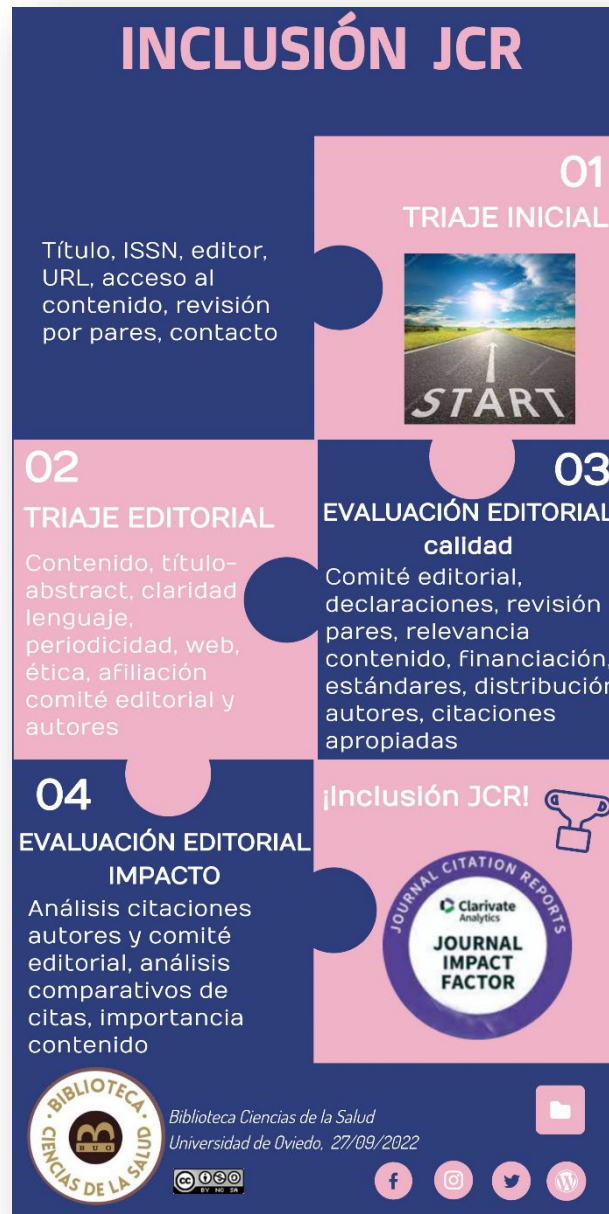 INCLUSIÓN JCR
Título, ISSN, editor,
URL, acceso al
contenido, revisión
por pares, contacto
01
TRIAJE INICIAL
START
02
TRIAJE EDITORIAL
Contenido, título-
abstract, claridad
lenguaje,
periodicidad, web,
ética, afiliación
comité editorial y
autores
03
EVALUACIÓN EDITORIAL
calidad
Comité editorial,
declaraciones, revisión
pares, relevancia
contenido, financiación,
estándares, distribución
autores, citaciones
apropiadas
04
EVALUACIÓN EDITORIAL
IMPACTO
Análisis citaciones
autores y comité
editorial, análisis
comparativos de
citas, importancia
contenido
¡Inclusión JCR!
JOURNAL CITATION REPORTS
Clarivate
Analytics
JOURNAL
IMPACT
FACTOR
BIBLIOTECA
CIENCIAS DE LA SALUD
BUO
Biblioteca Ciencias de la Salud
Universidad de Oviedo, 27/09/2022
cc
BY NC SA